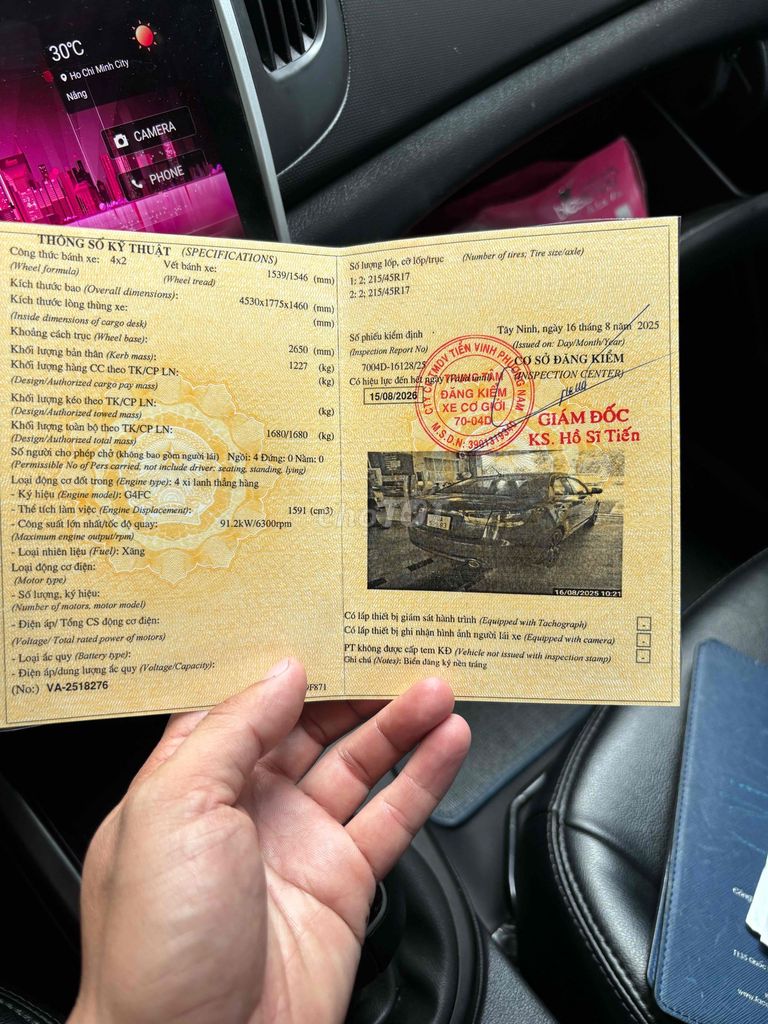 30°C
Ho Chi Minh City
Nắng
CAMERA
PHONE
THÔNG SỐ KỸ THUẬT (SPECIFICATIONS)
Công thức bánh xe: 4x2 Vết bánh xe: 1539/1546 (mm)
(Wheel formula) (Wheel tread)
Kích thước bao (Overall dimensions): 4530x1775x1460 (mm)
Kích thước lòng thùng xe: (mm)
(Inside dimensions of cargo desk)
Khoảng cách trục (Wheel base): 2650 (mm)
Khối lượng bản thân (Kerb mass): 1227 (kg)
Khối lượng hàng CC theo TK/CP LN: (kg)
(Design/Authorized cargo pay mass)
Khối lượng kéo theo TK/CP LN: (kg)
(Design/Authorized towed mass)
Khối lượng toàn bộ theo TK/CP LN: 1680/1680 (kg)
(Design/Authorized total mass)
Số người cho phép chở (không bao gồm người lái) Ngồi: 4 Đứng: 0 Nằm: 0
(Permissible No of Pers carried, not include driver: seating, standing, lying)
Loại động cơ đốt trong (Engine type): 4 xi lanh thẳng hàng
- Ký hiệu (Engine model): G4FC
- Thể tích làm việc (Engine Displacement): 1591 (cm3)
- Công suất lớn nhất/tốc độ quay: 91.2kW/6300rpm
(Maximum engine output/rpm)
- Loại nhiên liệu (Fuel): Xăng
Loại động cơ điện:
(Motor type)
- Số lượng, ký hiệu:
(Number of motors, motor model)
- Điện áp/ Tổng CS động cơ điện:
(Voltage/ Total rated power of motors)
- Loại ắc quy (Battery type):
- Điện áp/dung lượng ắc quy (Voltage/Capacity):
(No:) VA-2518276
F871
Số lượng lốp, cỡ lốp/trục (Number of tires; Tire size/axle)
1: 2; 215/45R17
2: 2; 215/45R17
Tây Ninh, ngày 16 tháng 8 năm 2025
(Issued on: Day/Month/Year)
Số phiếu kiểm định
(Inspection Report No)
7004D-16128/25
CƠ SỞ ĐĂNG KIỂM
(INSPECTION CENTER)
Có hiệu lực đến hết ngày
15/08/2026
TRUNG TÂM
ĐĂNG KIỂM
XE CƠ GIỚI
70-04D
GIÁM ĐỐC
KS. Hồ Sĩ Tiến
chợTỐT
16/08/2025 10:21
Có lắp thiết bị giám sát hành trình (Equipped with Tachograph) -
Có lắp thiết bị ghi nhận hình ảnh người lái xe (Equipped with camera) -
PT không được cấp tem KĐ (Vehicle not issued with inspection stamp) -
Ghi chú (Notes): Biển đăng ký nền trắng